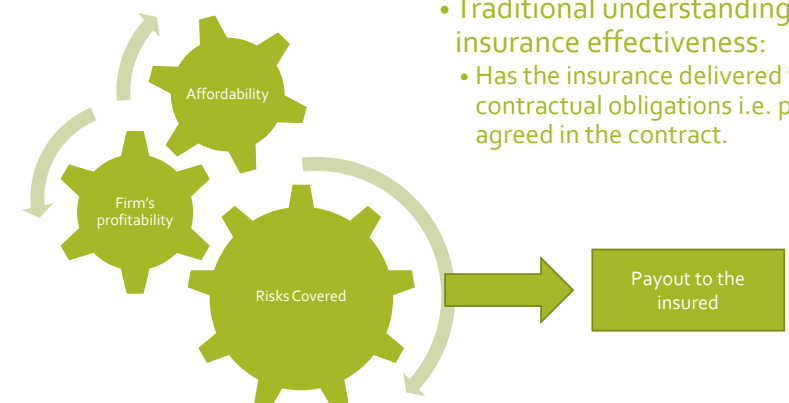 • Traditional understanding
insurance effectiveness:
• Has the insurance delivered
contractual obligations i.e.
agreed in the contract.
Affordability
Firm's
profitability
Risks Covered
Payout to the
insured